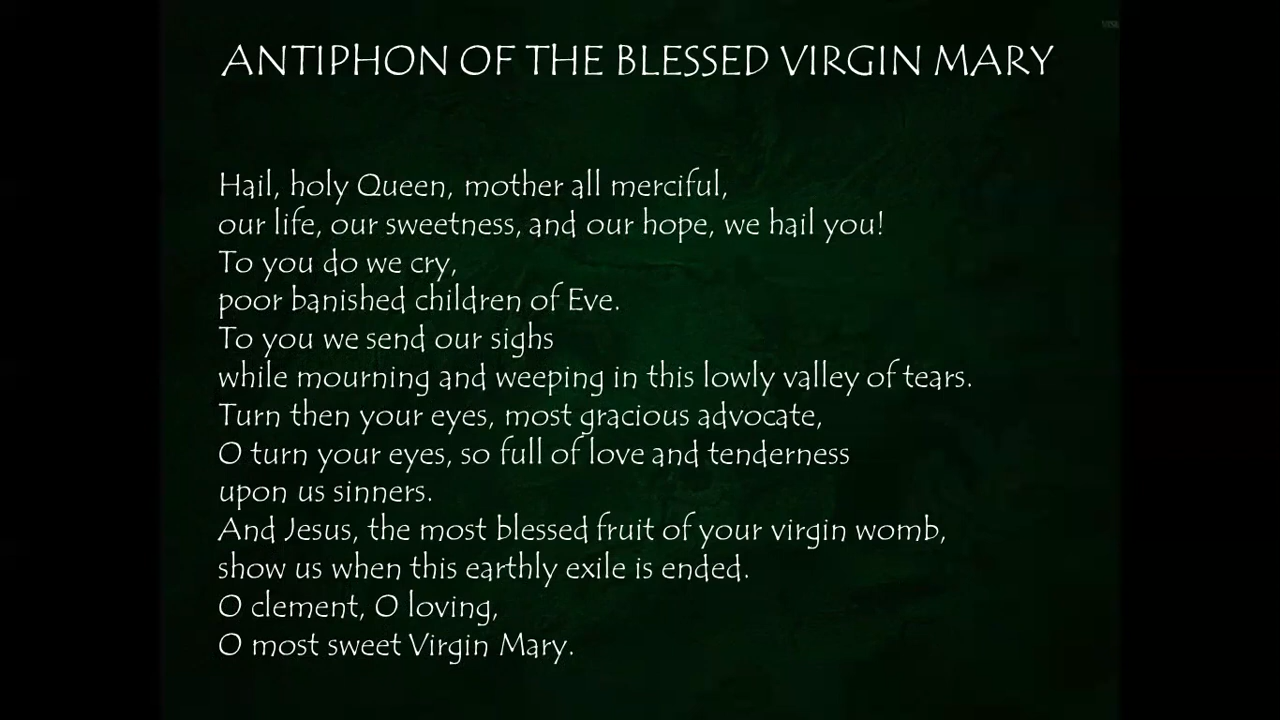 ANTIPHON OF THE BLESSED VIRGIN MARY
Hail, holy Queen, mother all merciful,
our life, our sweetness, and our hope, we hail you!
To you do we cry,
poor banished children of Eve.
To you we send our sighs
while mourning and weeping in this lowly valley of tears.
Turn then your eyes, most gracious advocate,
O turn your eyes, so full of love and tenderness
upon us sinners.
And Jesus, the most blessed fruit of your virgin womb,
show us when this earthly exile is ended.
O clement, O loving,
O most sweet Virgin Mary.